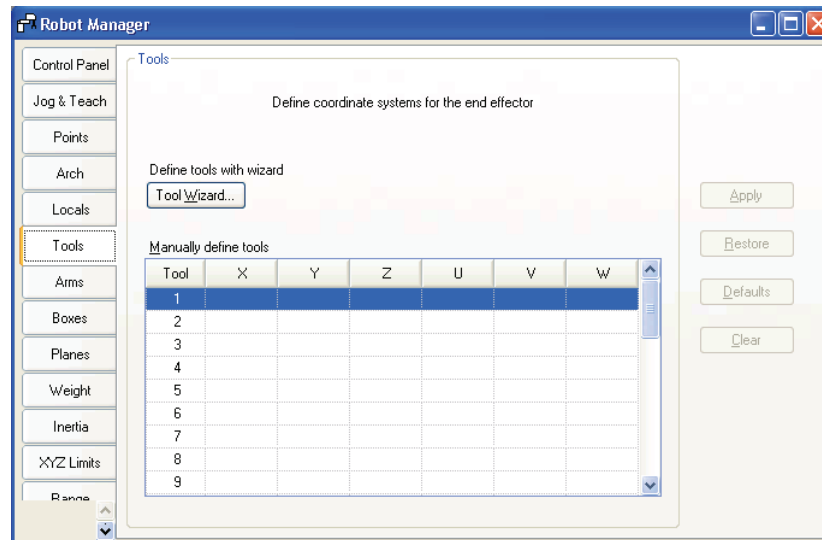 Robot Manager
Control Panel
Jog & Teach
Points
Arch
Locals
Tools
Arms
Boxes
Planes
Weight
Inertia
XYZ Limits
Range
Tools
Define coordinate systems for the end effector
Define tools with wizard
Tool Wizard...
Manually define tools
Tool X Y Z U V W
1
2
3
4
5
6
7
8
9
Apply
Restore
Defaults
Clear